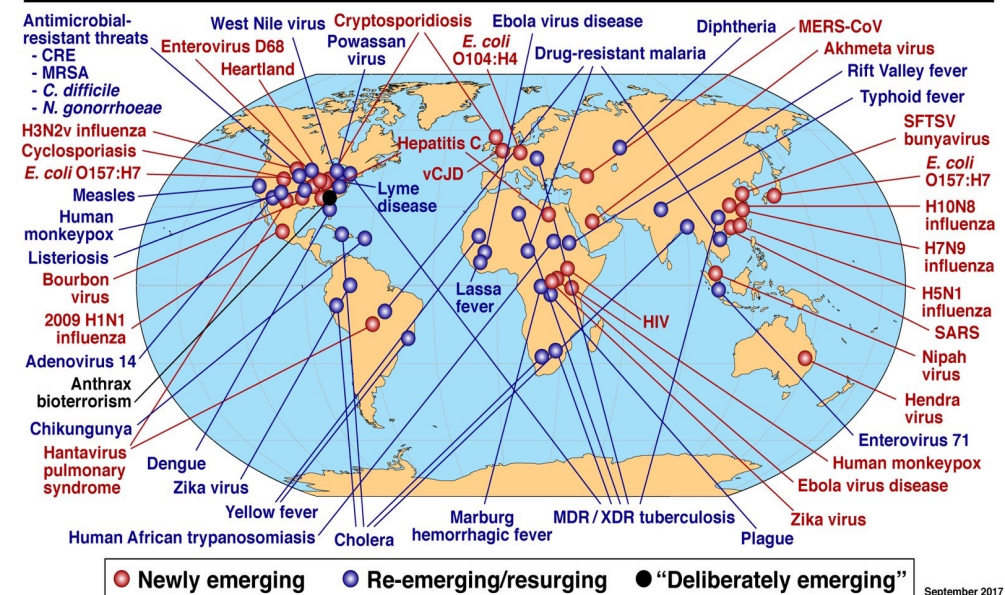 Antimicrobial-
resistant threats
- CRE
- MRSA
- C. difficile
- N. gonorrhoeae
West Nile virus
Enterovirus D68
Heartland
Cryptosporidiosis
Powassan
virus
E. coli
O104:H4
Ebola virus disease
Drug-resistant malaria
Diphtheria
MERS-CoV
Akhmeta virus
Rift Valley fever
Typhoid fever
SFTSV
bunyavirus
E. coli
O157:H7
H10N8
influenza
H7N9
influenza
H5N1
influenza
SARS
Nipah
virus
Hendra
virus
Enterovirus 71
Human monkeypox
Ebola virus disease
Zika virus
Plague
H3N2v influenza
Cyclosporiasis
E. coli O157:H7
Measles
Human
monkeypox
Listeriosis
Bourbon
virus
2009 H1N1
influenza
Adenovirus 14
Anthrax
bioterrorism
Chikungunya
Hantavirus
pulmonary
syndrome
Dengue
Zika virus
Yellow fever
Human African trypanosomiasis
Cholera
Marburg
hemorrhagic fever
MDR/XDR tuberculosis
Hepatitis C
vCJD
Lyme
disease
Lassa
fever
HIV
Newly emerging
Re-emerging/resurging
“Deliberately emerging”
September 2017